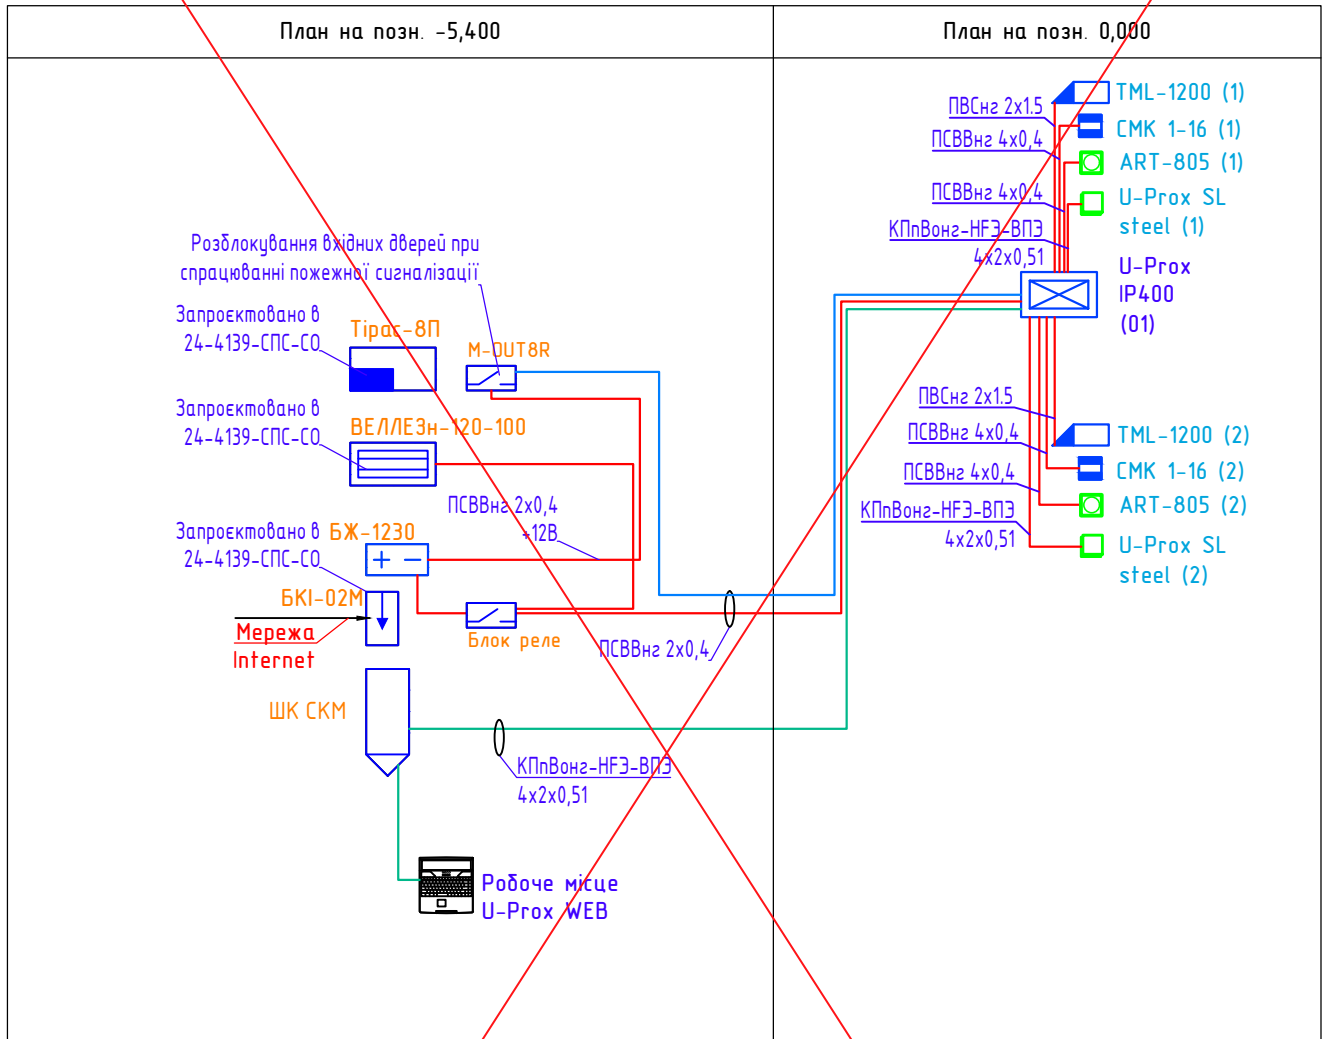 План на позн. -5,400
План на позн. 0,000
Розблокування вхідних дверей при
спрацюванні пожежної сигналізації
Запроєктовано в
24-4139-СПС-СО
Тірас-8П
M-OUT8R
Запроєктовано в
24-4139-СПС-СО
ВЕЛЛЕЗн-120-100
ПСВВнг 2х0,4
+12В
Запроєктовано в
24-4139-СПС-СО
БЖ-1230
БКІ-02М
Мережа
Internet
Блок реле
ПСВВнг 2х0,4
ШК СКМ
КПпВонг-HFЭ-ВПЭ
4х2х0,51
Робоче місце
U-Prox WEB
ПВСнг 2х1.5
ПСВВнг 4х0,4
ПСВВнг 4х0,4
КПпВонг-HFЭ-ВПЭ
4х2х0,51
TML-1200 (1)
СМК 1-16 (1)
ART-805 (1)
U-Prox SL
steel (1)
U-Prox
IP400
(01)
ПВСнг 2х1.5
ПСВВнг 4х0,4
ПСВВнг 4х0,4
КПпВонг-HFЭ-ВПЭ
4х2х0,51
TML-1200 (2)
СМК 1-16 (2)
ART-805 (2)
U-Prox SL
steel (2)